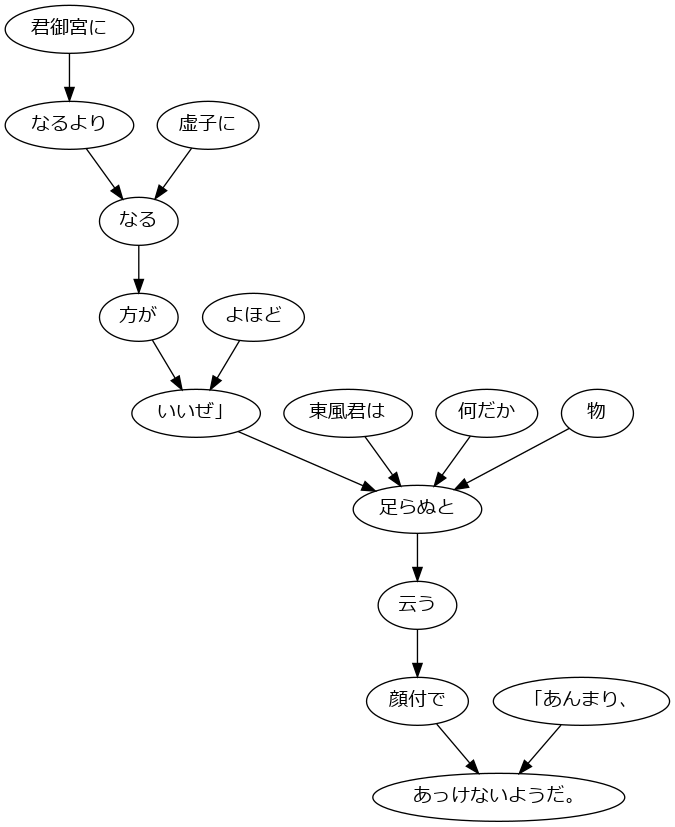 君御宮に
なるより
虚子に
なる
方が
よほど
いいぜ」
東風君は
何だか
物
足らぬと
云う
顔付で
「あんまり、
あっけないようだ。